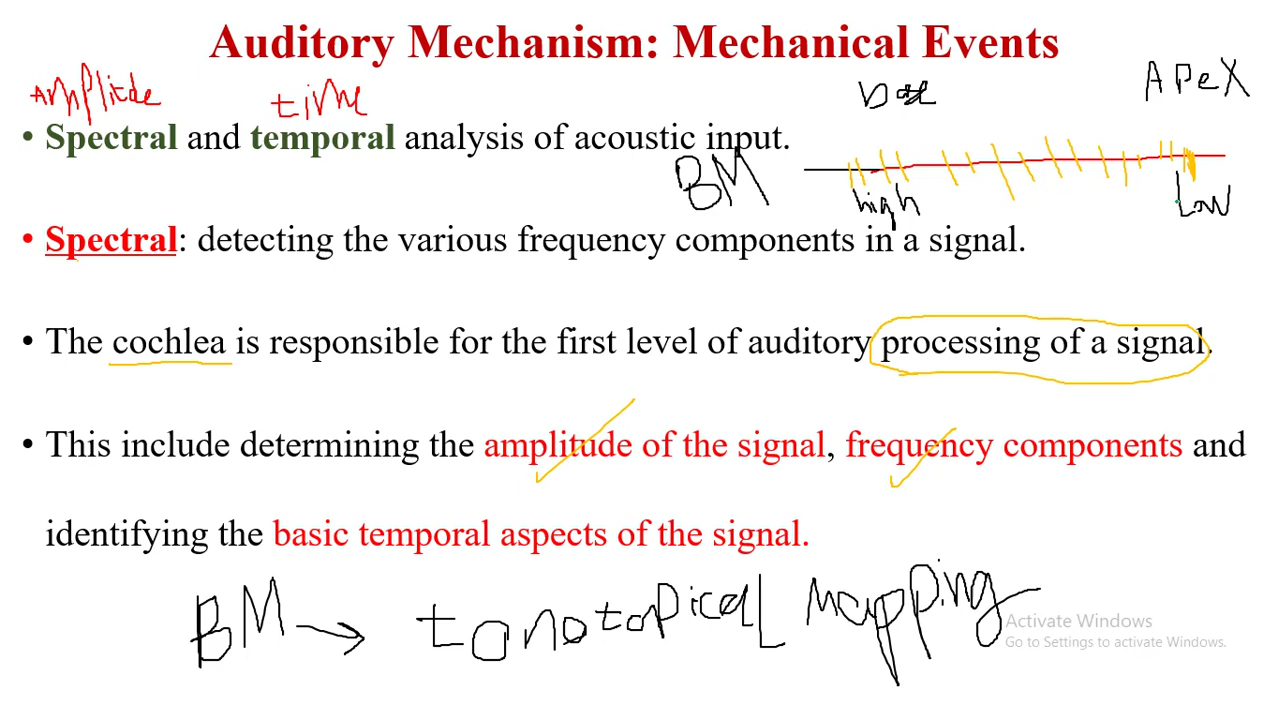 Auditory Mechanism: Mechanical Events
Amplitde
time
base
APeX
• Spectral and temporal analysis of acoustic input.
BM
high
Low
• Spectral: detecting the various frequency components in a signal.
• The cochlea is responsible for the first level of auditory processing of a signal.
• This include determining the amplitude of the signal, frequency components and
identifying the basic temporal aspects of the signal.
BM → tonotopical mapping
Activate Windows
Go to Settings to activate Windows.